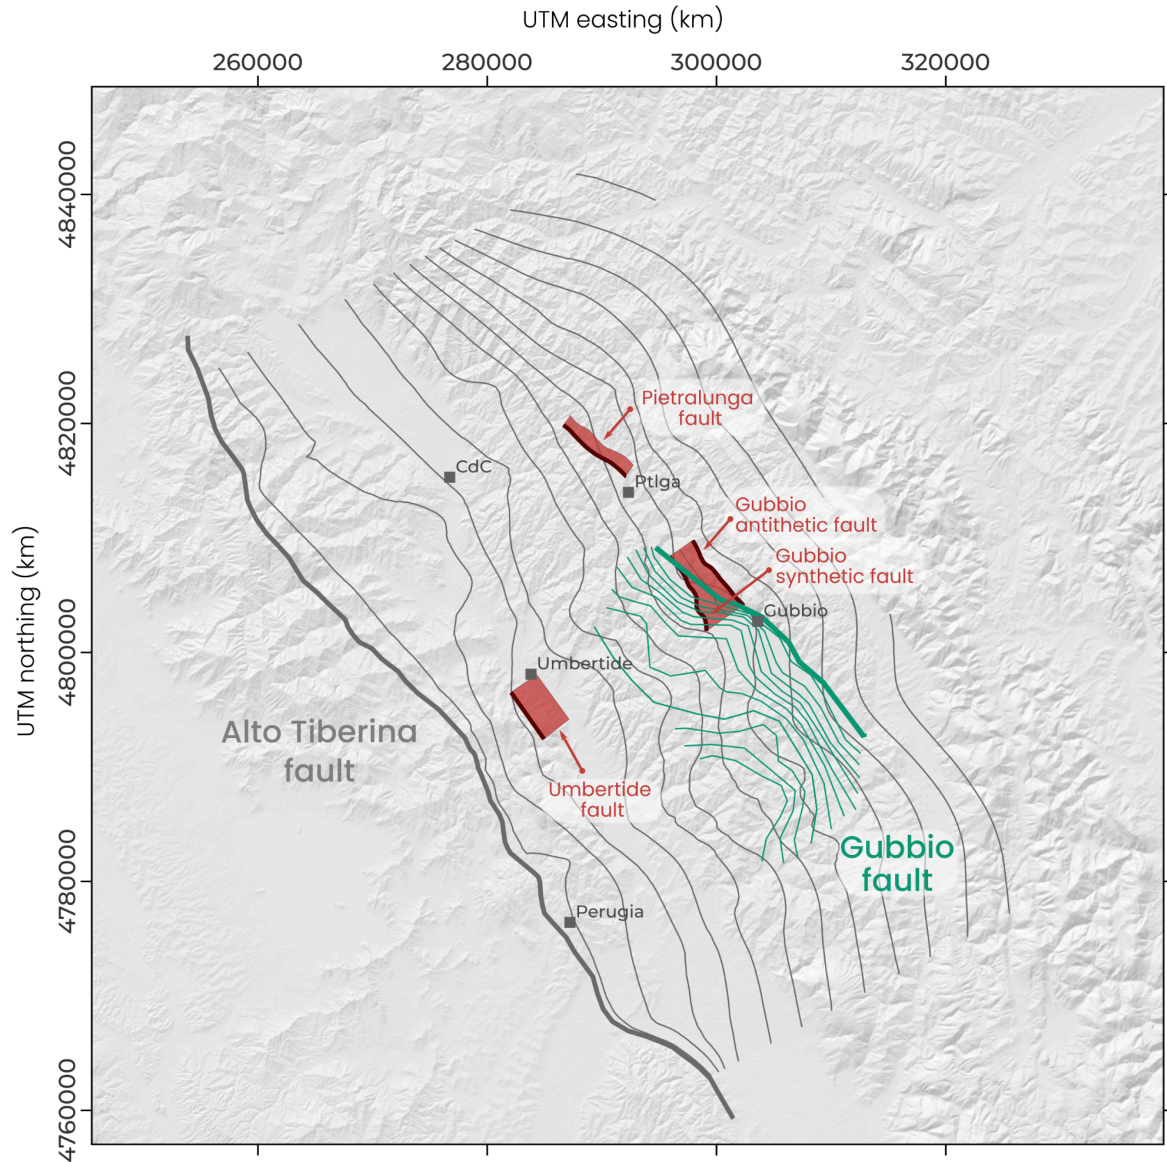 UTM easting (km)
260000
280000
300000
320000
UTM northing (km)
4840000
4820000
4800000
4780000
4760000
Pietralunga
fault
CdC
Ptlga
Gubbio
antithetic fault
Gubbio
synthetic fault
Gubbio
Umbertide
Alto Tiberina
fault
Umbertide
fault
Gubbio
fault
Perugia